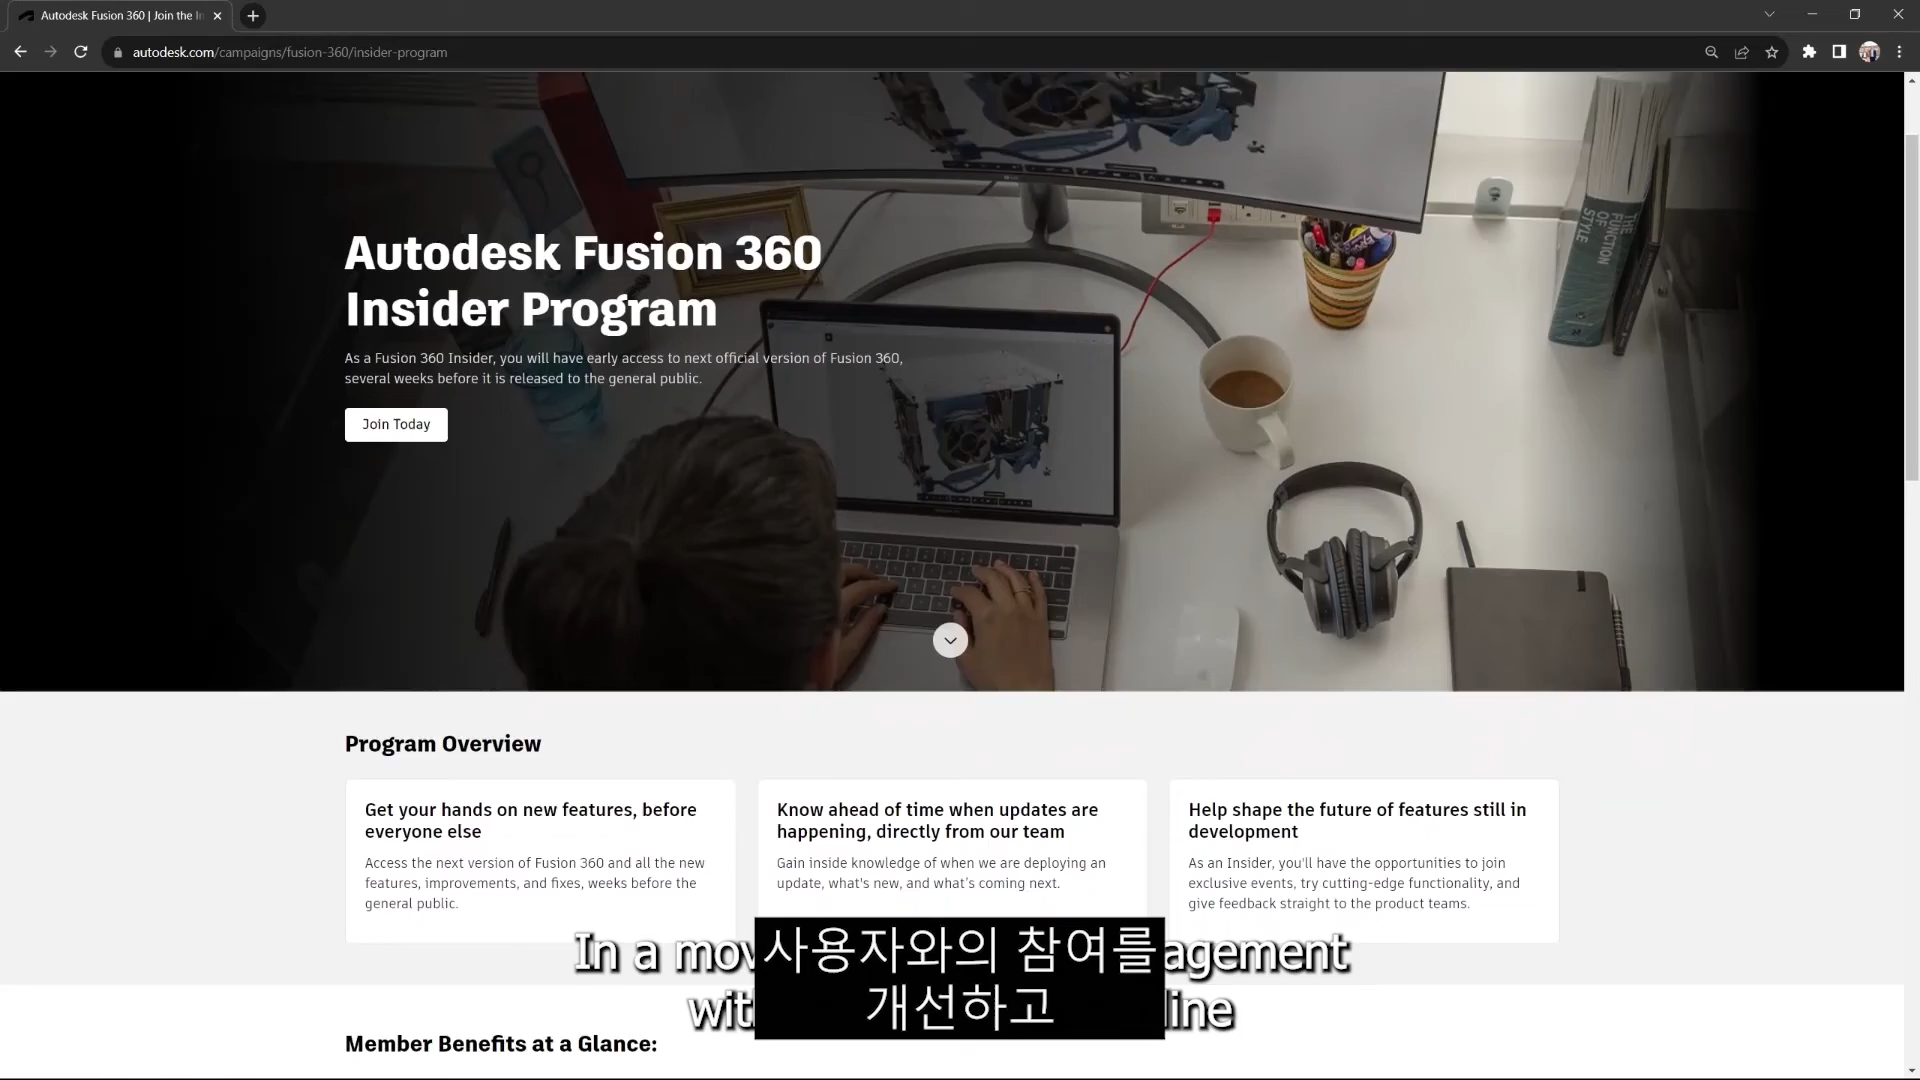 Autodesk Fusion 360 | Join the In
autodesk.com/campaigns/fusion-360/insider-program
THE FUNCTION OF STYLE
Autodesk Fusion 360
Insider Program
As a Fusion 360 Insider, you will have early access to next official version of Fusion 360,
several weeks before it is released to the general public.
Join Today
Program Overview
Get your hands on new features, before
everyone else
Access the next version of Fusion 360 and all the new
features, improvements, and fixes, weeks before the
general public.
Know ahead of time when updates are
happening, directly from our team
Gain inside knowledge of when we are deploying an
update, what's new, and what's coming next.
Help shape the future of features still in
development
As an Insider, you'll have the opportunities to join
exclusive events, try cutting-edge functionality, and
give feedback straight to the product teams.
In a
사용자와의 참여를
개선하고
Member Benefits at a Glance: